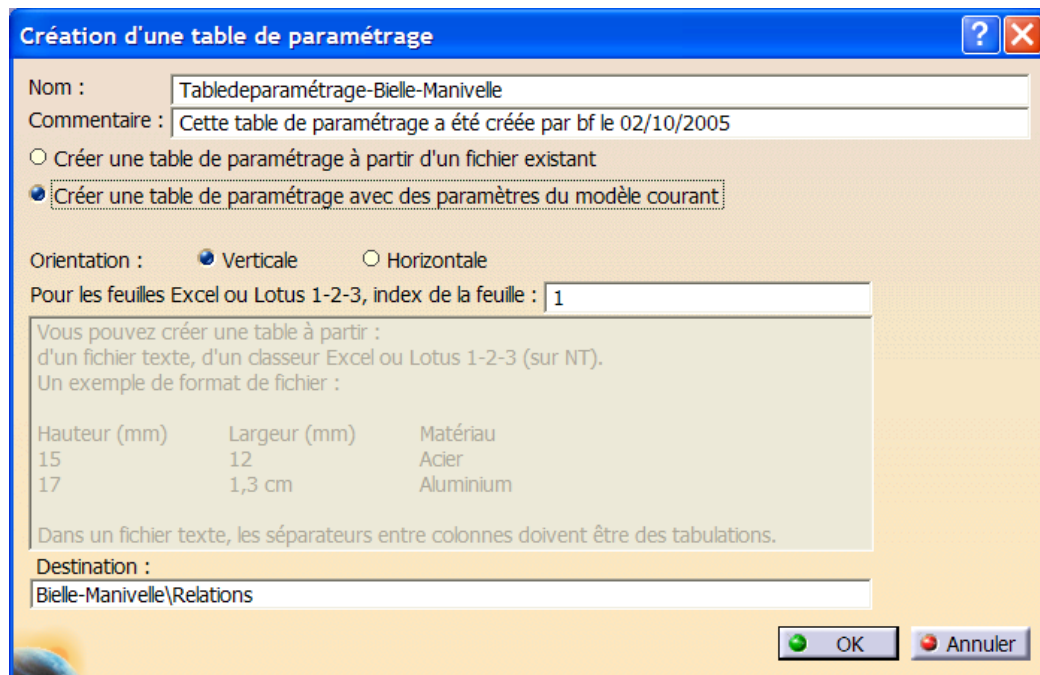 Création d'une table de paramétrage
?
Nom : Tabledeparamétrage-Bielle-Manivelle
Commentaire : Cette table de paramétrage a été créée par bf le 02/10/2005
Créer une table de paramétrage à partir d'un fichier existant
Créer une table de paramétrage avec des paramètres du modèle courant
Orientation : Verticale Horizontale
Pour les feuilles Excel ou Lotus 1-2-3, index de la feuille : 1
Vous pouvez créer une table à partir :
d'un fichier texte, d'un classeur Excel ou Lotus 1-2-3 (sur NT).
Un exemple de format de fichier :
Hauteur (mm) Largeur (mm) Matériau
15 12 Acier
17 1,3 cm Aluminium
Dans un fichier texte, les séparateurs entre colonnes doivent être des tabulations.
Destination :
Bielle-Manivelle\Relations
OK Annuler